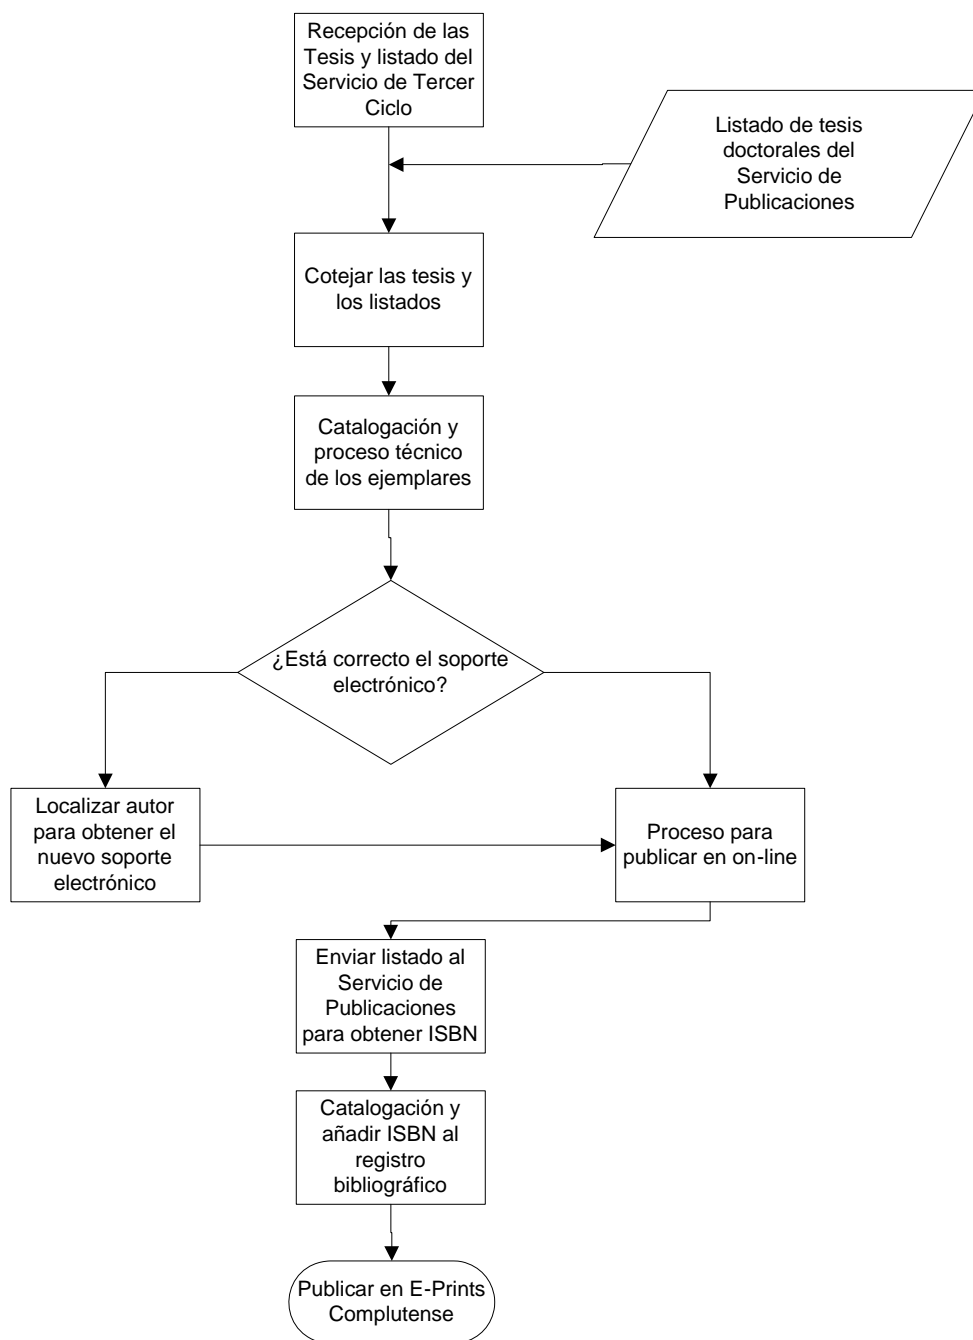 Recepción de las
Tesis y listado del
Servicio de Tercer
Ciclo
Listado de tesis
doctorales del
Servicio de
Publicaciones
Cotejar las tesis y
los listados
Catalogación y
proceso técnico
de los ejemplares
¿Está correcto el soporte
electrónico?
Localizar autor
para obtener el
nuevo soporte
electrónico
Proceso para
publicar en on-line
Enviar listado al
Servicio de
Publicaciones
para obtener ISBN
Catalogación y
añadir ISBN al
registro
bibliográfico
Publicar en E-Prints
Complutense